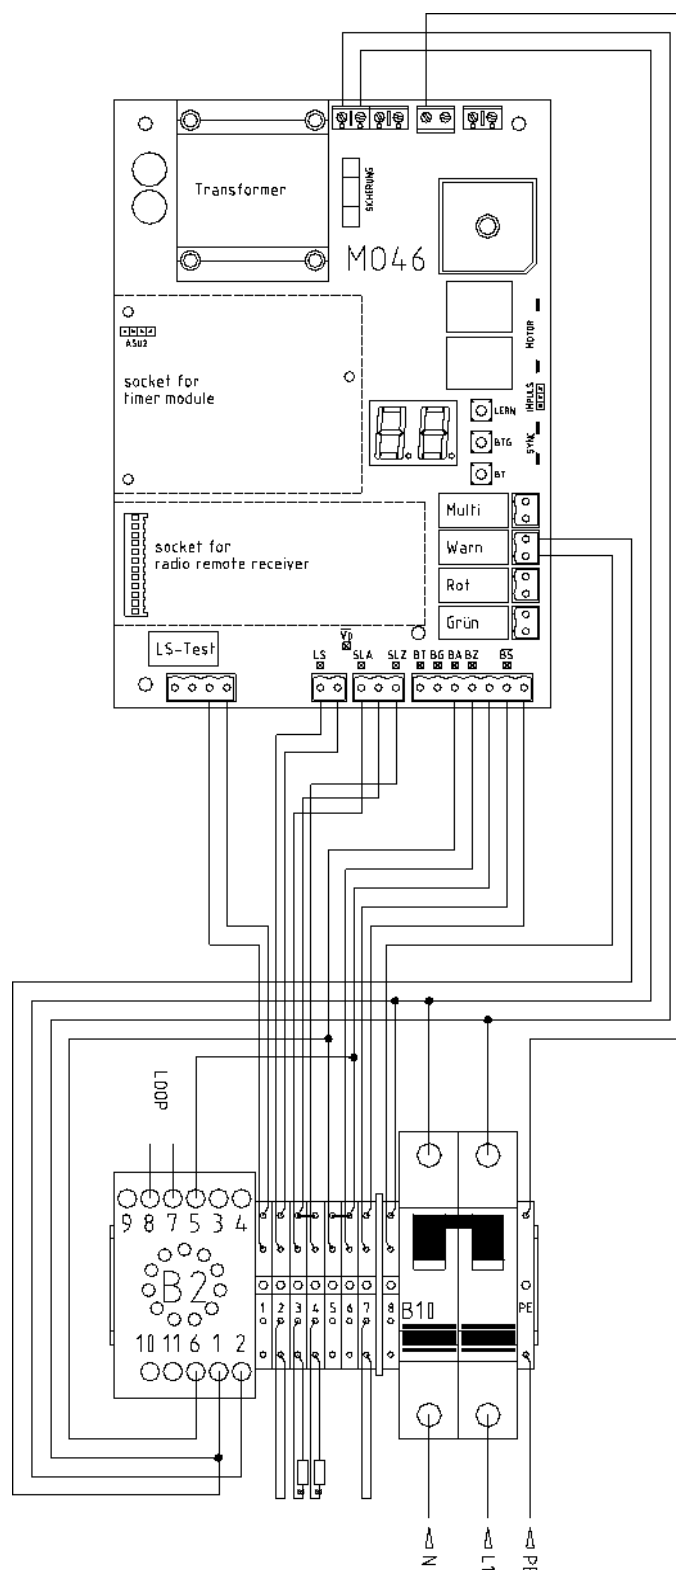 Transformer
SICHERUNG
M046
MOTOR
ASU2
socket for
timer module
IMPULS
LERN
BTG
SYNC
BT
Multi
Warn
socket for
radio remote receiver
Rot
Grün
VD
LS-Test
LS
SLA
SLZ
BT
BG
BA
BZ
BS
LOOP
9 8 7 5 3 4
B2
10 11 6 1 2
1 2 3 4 5 6 7 8
B10
PE
N
L1
PE